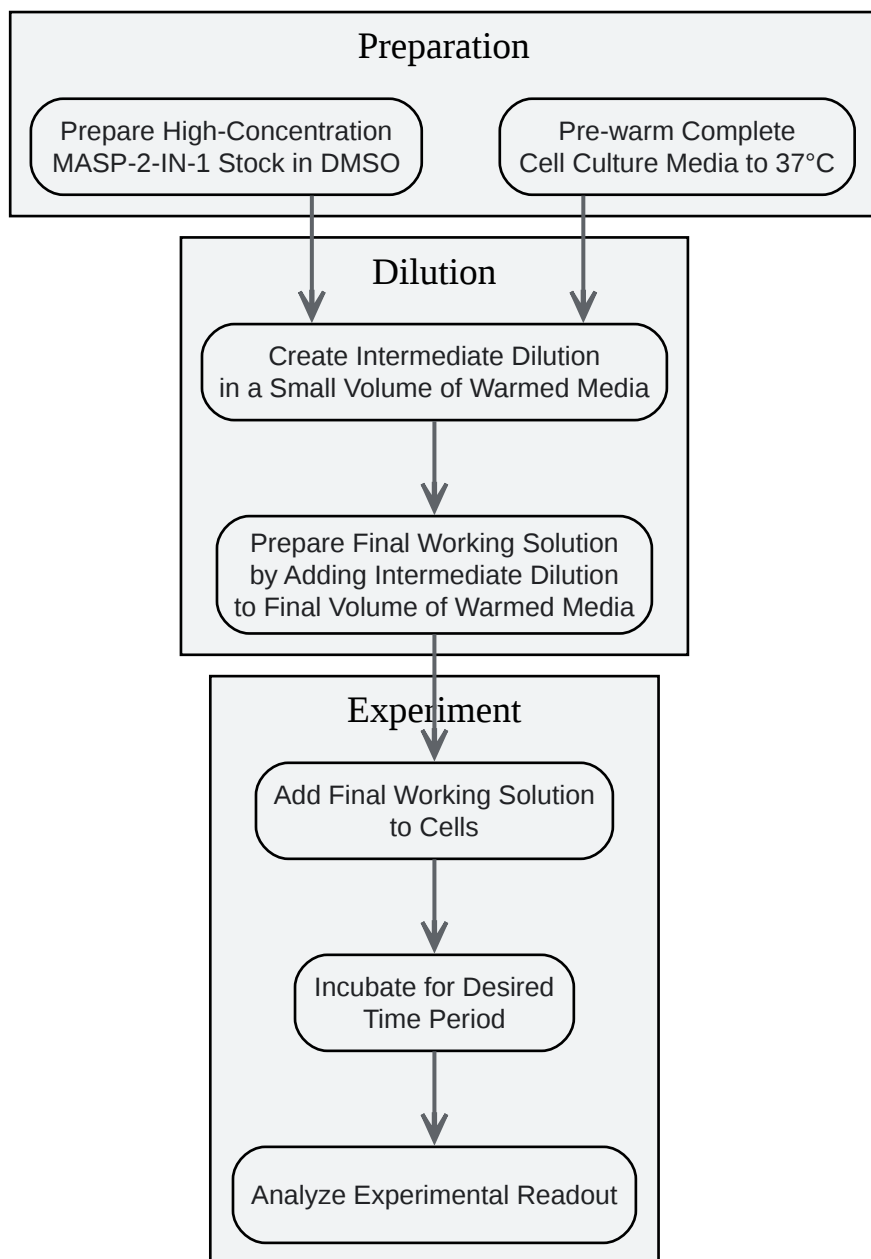 Preparation
Prepare High-Concentration
MASP-2-IN-1 Stock in DMSO
Pre-warm Complete
Cell Culture Media to 37°C
Dilution
Create Intermediate Dilution
in a Small Volume of Warmed Media
Prepare Final Working Solution
by Adding Intermediate Dilution
to Final Volume of Warmed Media
Experiment
Add Final Working Solution
to Cells
Incubate for Desired
Time Period
Analyze Experimental Readout